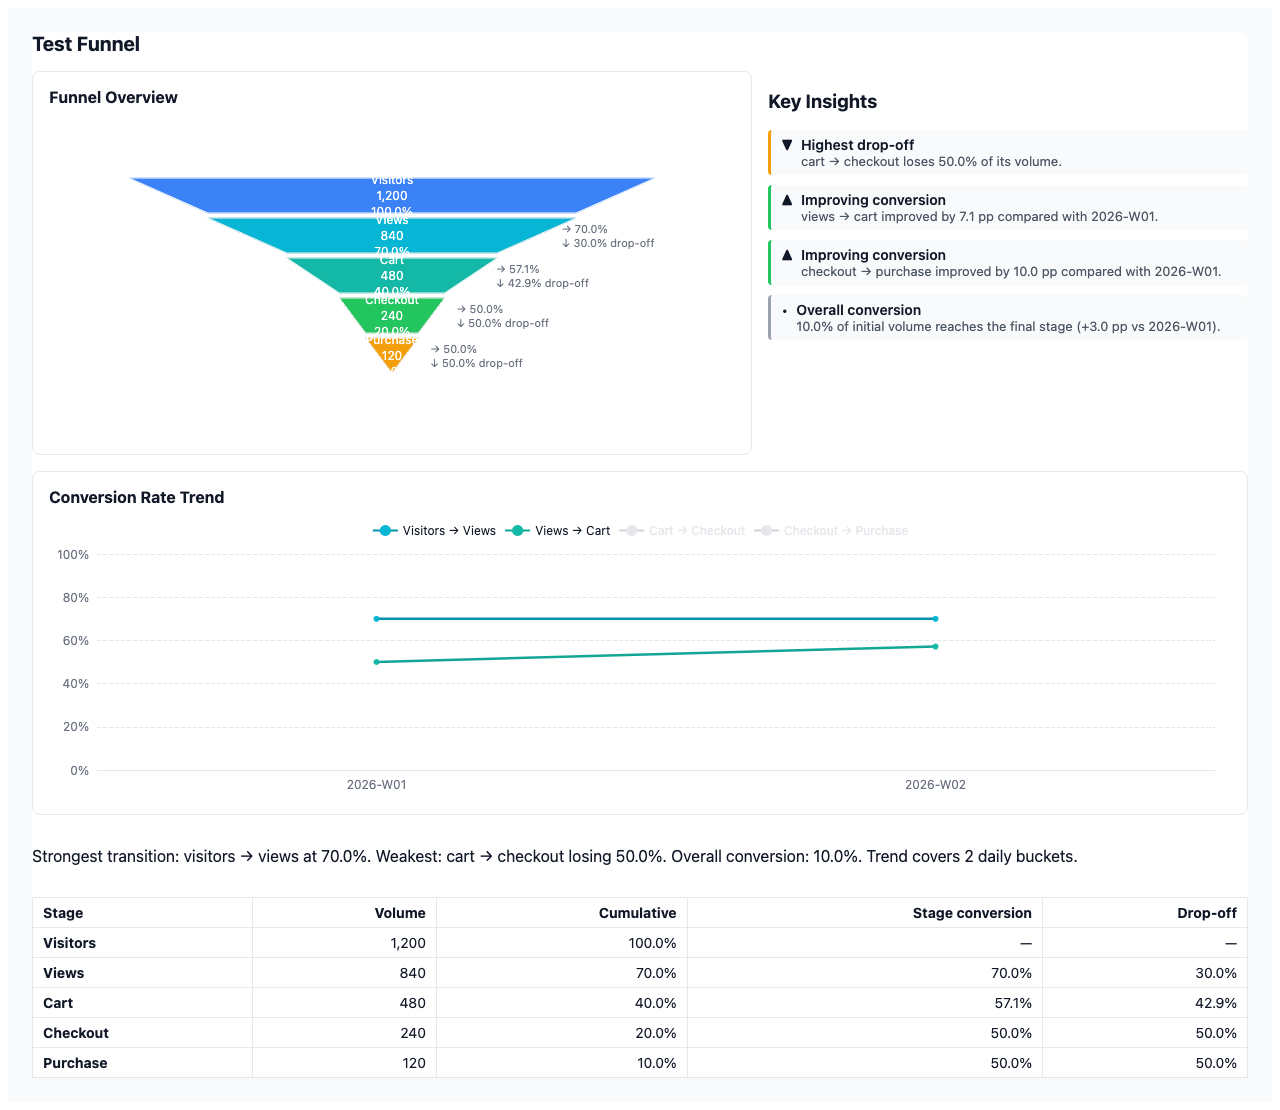 Test Funnel
Funnel Overview
Visitors
1,200
100.0%
Views
840
70.0%
→ 70.0%
↓ 30.0% drop-off
Cart
480
40.0%
→ 57.1%
↓ 42.9% drop-off
Checkout
240
20.0%
→ 50.0%
↓ 50.0% drop-off
Purchase
120
→ 50.0%
↓ 50.0% drop-off
Key Insights
▼ Highest drop-off
cart → checkout loses 50.0% of its volume.
▲ Improving conversion
views → cart improved by 7.1 pp compared with 2026-W01.
▲ Improving conversion
checkout → purchase improved by 10.0 pp compared with 2026-W01.
• Overall conversion
10.0% of initial volume reaches the final stage (+3.0 pp vs 2026-W01).
Conversion Rate Trend
Visitors → Views Views → Cart Cart → Checkout Checkout → Purchase
100%
80%
60%
40%
20%
0%
2026-W01 2026-W02
Strongest transition: visitors → views at 70.0%. Weakest: cart → checkout losing 50.0%. Overall conversion: 10.0%. Trend covers 2 daily buckets.
Stage Volume Cumulative Stage conversion Drop-off
Visitors 1,200 100.0% — —
Views 840 70.0% 70.0% 30.0%
Cart 480 40.0% 57.1% 42.9%
Checkout 240 20.0% 50.0% 50.0%
Purchase 120 10.0% 50.0% 50.0%